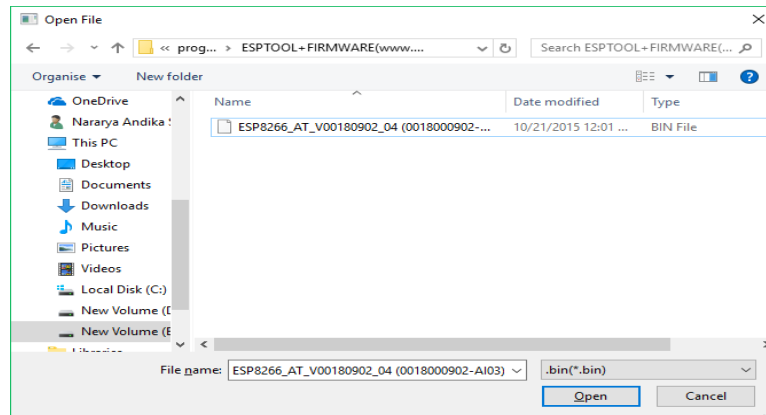 Open File
« prog... › ESPTOOL+FIRMWARE(www....
Search ESPTOOL+FIRMWARE(...
Organise
New folder
OneDrive
Nararya Andika S
This PC
Desktop
Documents
Downloads
Music
Pictures
Videos
Local Disk (C:)
New Volume (D
New Volume (E
Libraries
Name
Date modified
Type
ESP8266_AT_V00180902_04 (0018000902-...
10/21/2015 12:01 ...
BIN File
File name:
ESP8266_AT_V00180902_04 (0018000902-AI03)
.bin(*.bin)
Open
Cancel